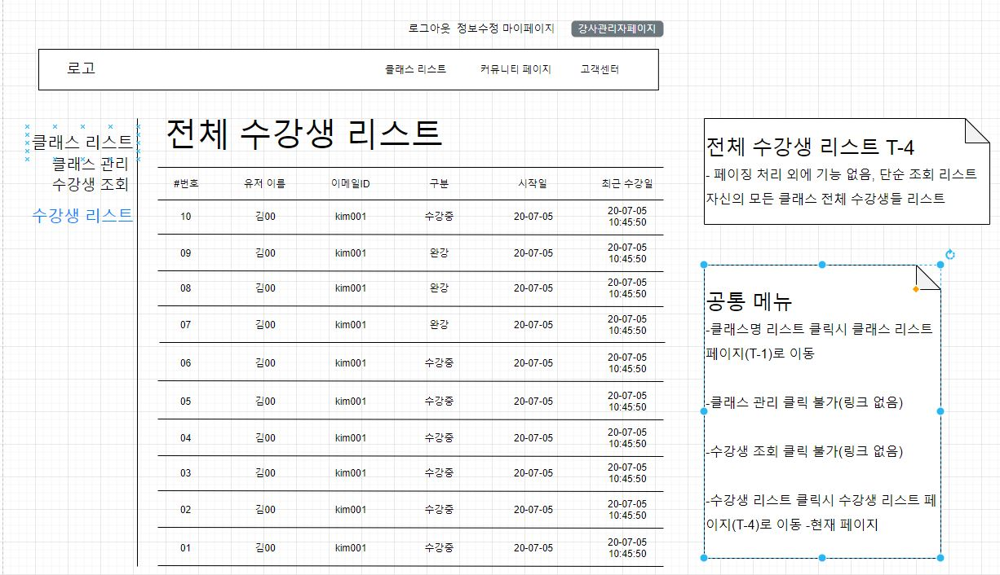 로그아웃 정보수정 마이페이지 강사관리자페이지
로고 클래스 리스트 커뮤니티 페이지 고객센터
클래스 리스트
클래스 관리
수강생 조회
수강생 리스트
전체 수강생 리스트
#번호 유저 이름 이메일ID 구분 시작일 최근 수강일
10 김00 kim001 수강중 20-07-05 20-07-05
10:45:50
09 김00 kim001 완강 20-07-05 20-07-05
10:45:50
08 김00 kim001 완강 20-07-05 20-07-05
10:45:50
07 김00 kim001 완강 20-07-05 20-07-05
10:45:50
06 김00 kim001 수강중 20-07-05 20-07-05
10:45:50
05 김00 kim001 수강중 20-07-05 20-07-05
10:45:50
04 김00 kim001 수강중 20-07-05 20-07-05
10:45:50
03 김00 kim001 수강중 20-07-05 20-07-05
10:45:50
02 김00 kim001 수강중 20-07-05 20-07-05
10:45:50
01 김00 kim001 수강중 20-07-05 20-07-05
10:45:50
전체 수강생 리스트 T-4
- 페이징 처리 외에 기능 없음, 단순 조회 리스트
자신의 모든 클래스 전체 수강생들 리스트
공통 메뉴
-클래스명 리스트 클릭시 클래스 리스트
페이지(T-1)로 이동
-클래스 관리 클릭 불가(링크 없음)
-수강생 조회 클릭 불가(링크 없음)
-수강생 리스트 클릭시 수강생 리스트 페
이지(T-4)로 이동 -현재 페이지